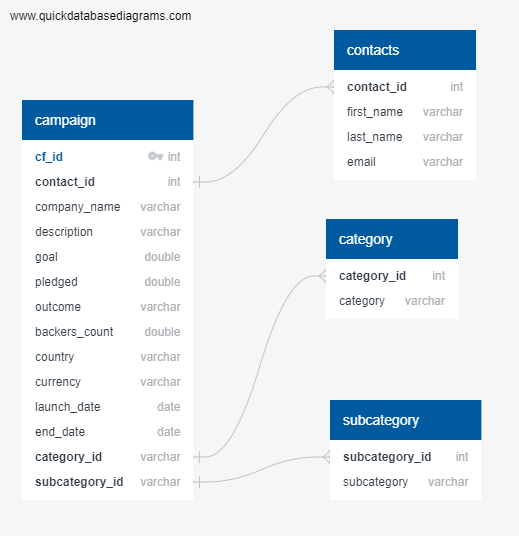 www.quickdatabasediagrams.com
campaign
cf_id int
contact_id int
company_name varchar
description varchar
goal double
pledged double
outcome varchar
backers_count double
country varchar
currency varchar
launch_date date
end_date date
category_id varchar
subcategory_id varchar
contacts
contact_id int
first_name varchar
last_name varchar
email varchar
category
category_id int
category varchar
subcategory
subcategory_id int
subcategory varchar